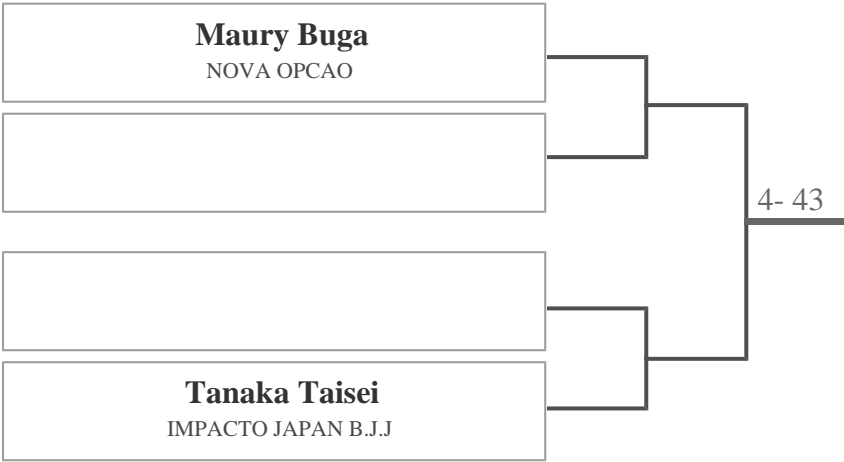 Maury Buga
NOVA OPCAO
4- 43
Tanaka Taisei
IMPACTO JAPAN B.J.J